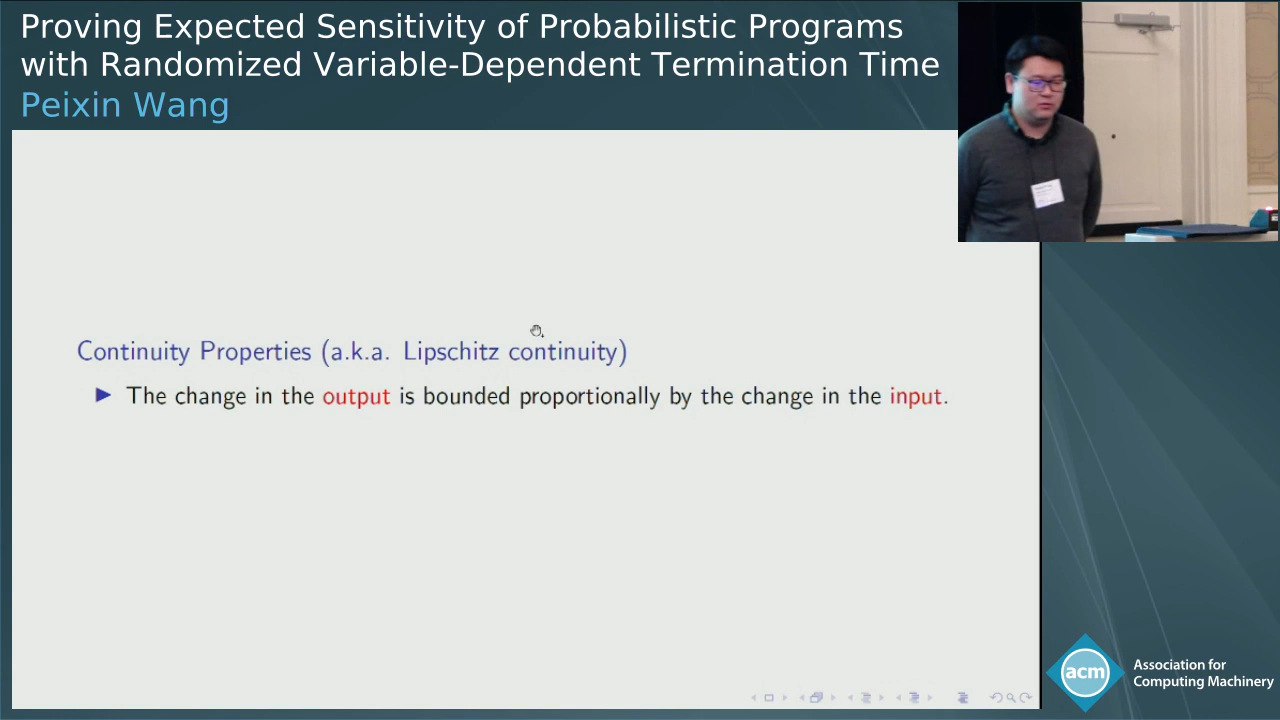 Proving Expected Sensitivity of Probabilistic Programs
with Randomized Variable-Dependent Termination Time
Peixin Wang
Continuity Properties (a.k.a. Lipschitz continuity)
▶ The change in the output is bounded proportionally by the change in the input.
acm
Association for
Computing Machinery